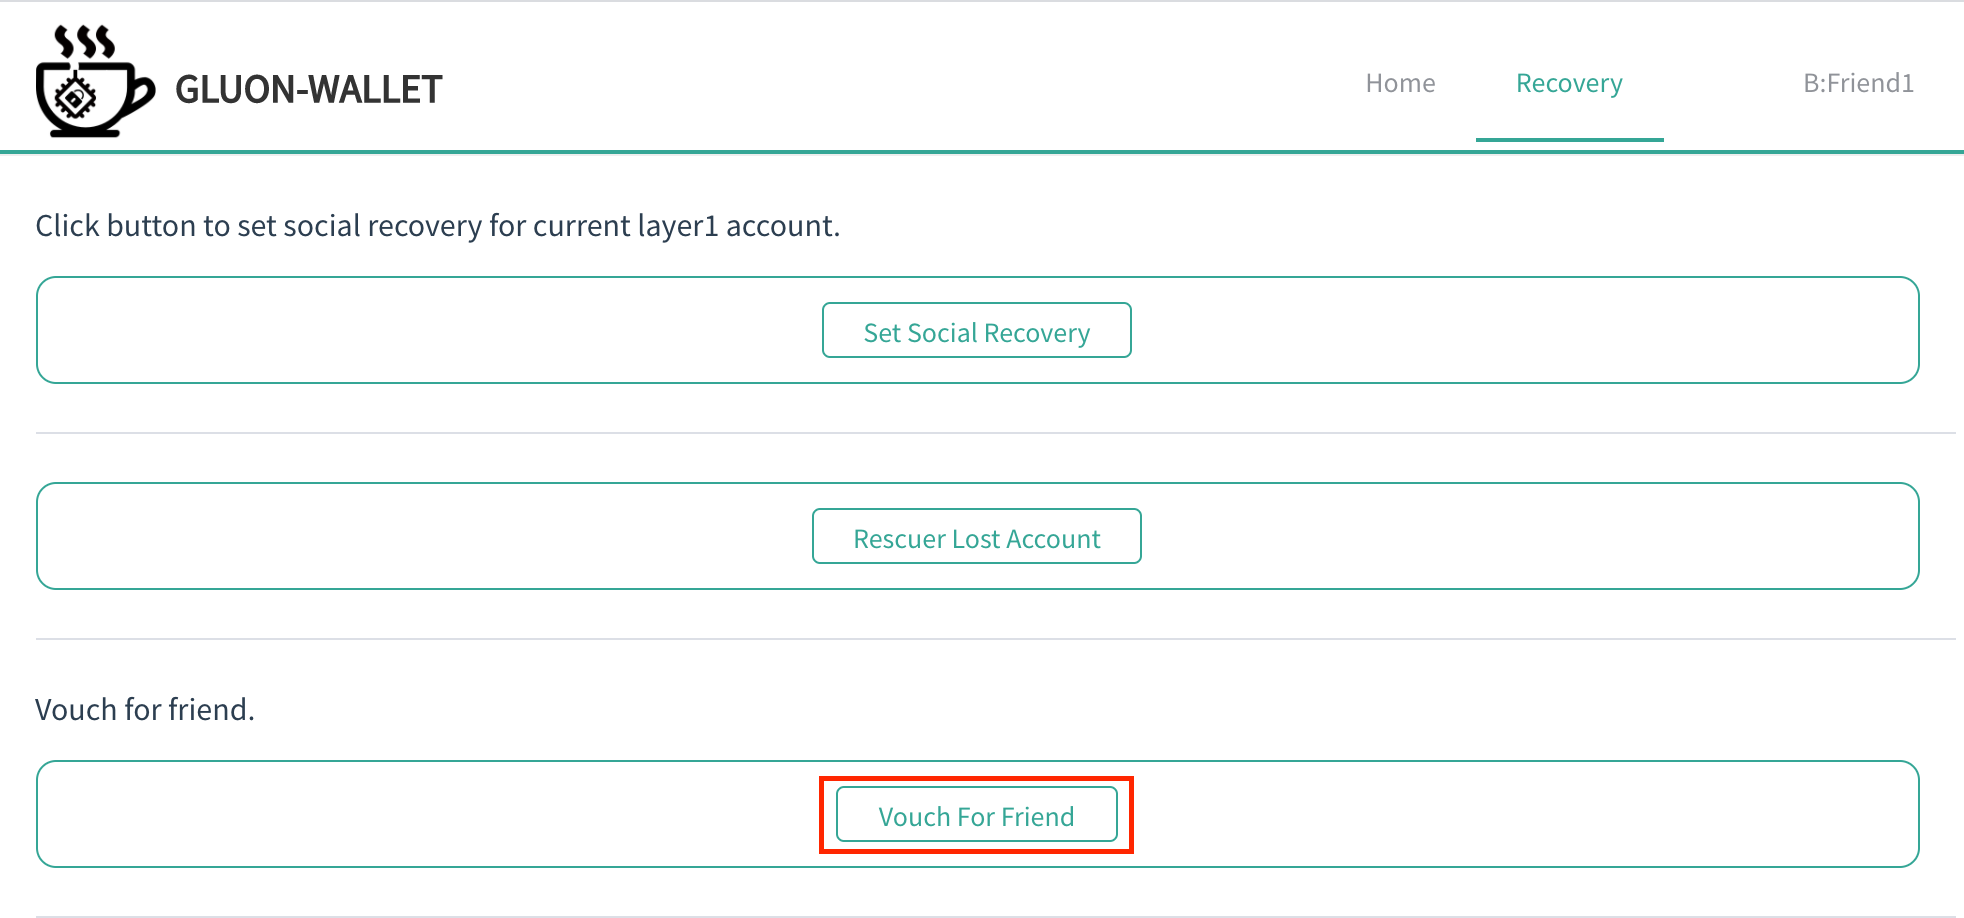 GLUON-WALLET
Home
Recovery
B:Friend1
Click button to set social recovery for current layer1 account.
Set Social Recovery
Rescuer Lost Account
Vouch for friend.
Vouch For Friend